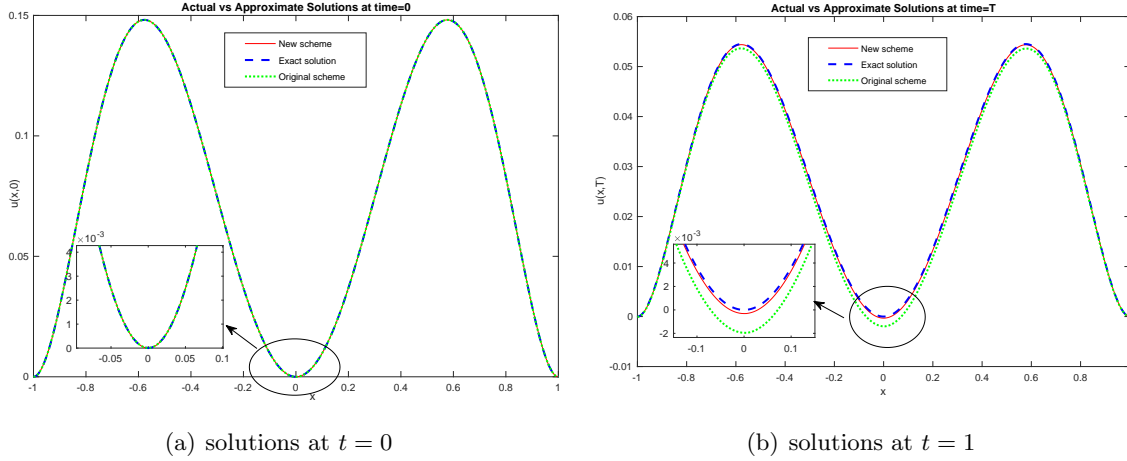 Actual vs Approximate Solutions at time=0
0.15
0.1
0.05
0
u(x,0)
New scheme
Exact solution
Original scheme
×10⁻³
4
3
2
1
0
-0.05 0 0.05 0.1
-1 -0.8 -0.6 -0.4 -0.2 0 0.2 0.4 0.6 0.8 1
x
(a) solutions at t = 0
Actual vs Approximate Solutions at time=T
0.06
0.05
0.04
0.03
0.02
0.01
0
-0.01
u(x,T)
New scheme
Exact solution
Original scheme
×10⁻³
4
2
0
-2
-0.1 0 0.1
-1 -0.8 -0.6 -0.4 -0.2 0 0.2 0.4 0.6 0.8
x
(b) solutions at t = 1